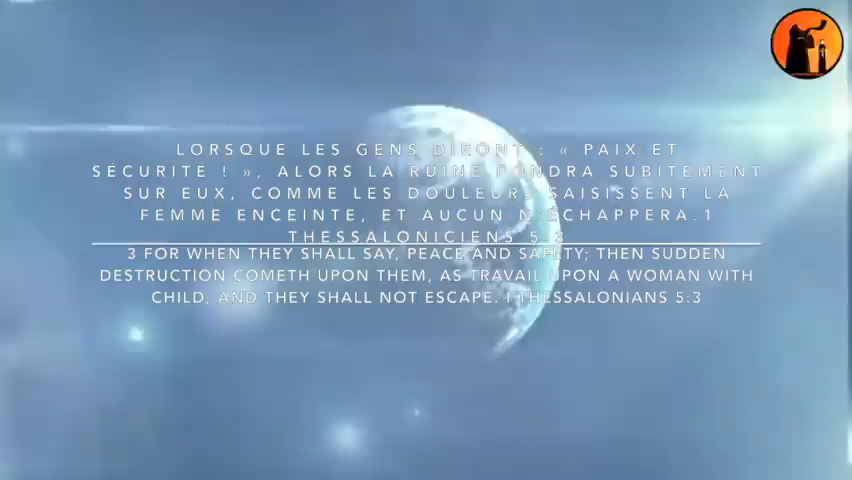 LORSQUE LES GENS DIRONT : « PAIX ET
SÉCURITÉ ! », ALORS LA RUINE FONDRA SUBITEMENT
SUR EUX, COMME LES DOULEURS SAISISSENT LA
FEMME ENCEINTE, ET AUCUN N'ÉCHAPPERA.1
THESSALONICIENS 5.3
3 FOR WHEN THEY SHALL SAY, PEACE AND SAFETY; THEN SUDDEN
DESTRUCTION COMETH UPON THEM, AS TRAVAIL UPON A WOMAN WITH
CHILD, AND THEY SHALL NOT ESCAPE. I THESSALONIANS 5:3